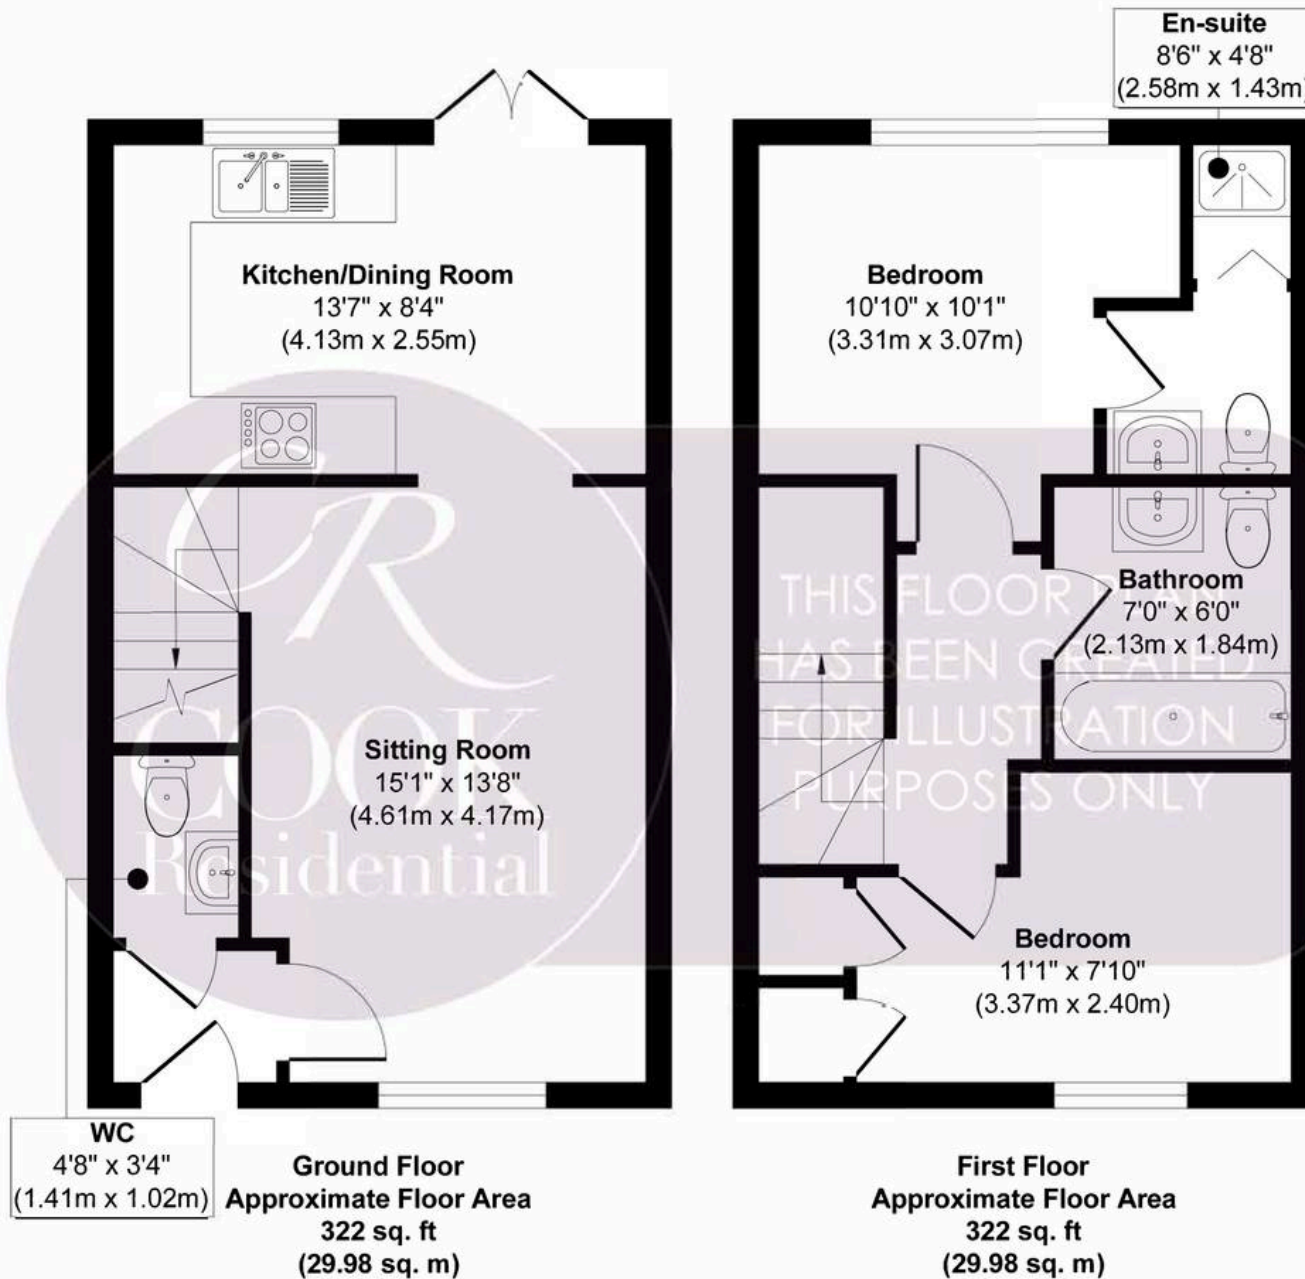 En-suite
8'6" x 4'8"
(2.58m x 1.43m)
Kitchen/Dining Room
13'7" x 8'4"
(4.13m x 2.55m)
Bedroom
10'10" x 10'1"
(3.31m x 3.07m)
CR
COOK
Residential
Sitting Room
15'1" x 13'8"
(4.61m x 4.17m)
Bathroom
7'0" x 6'0"
(2.13m x 1.84m)
THIS FLOOR PLAN
HAS BEEN CREATED
FOR ILLUSTRATION
PURPOSES ONLY
Bedroom
11'1" x 7'10"
(3.37m x 2.40m)
WC
4'8" x 3'4"
(1.41m x 1.02m)
Ground Floor
Approximate Floor Area
322 sq. ft
(29.98 sq. m)
First Floor
Approximate Floor Area
322 sq. ft
(29.98 sq. m)